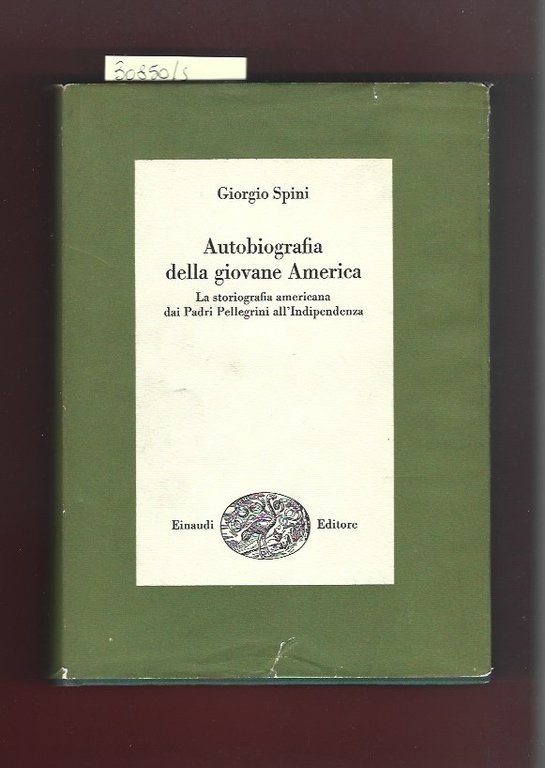 30850/s
Giorgio Spini
Autobiografia
della giovane America
La storiografia americana
dai Padri Pellegrini all'Indipendenza
Einaudi Editore